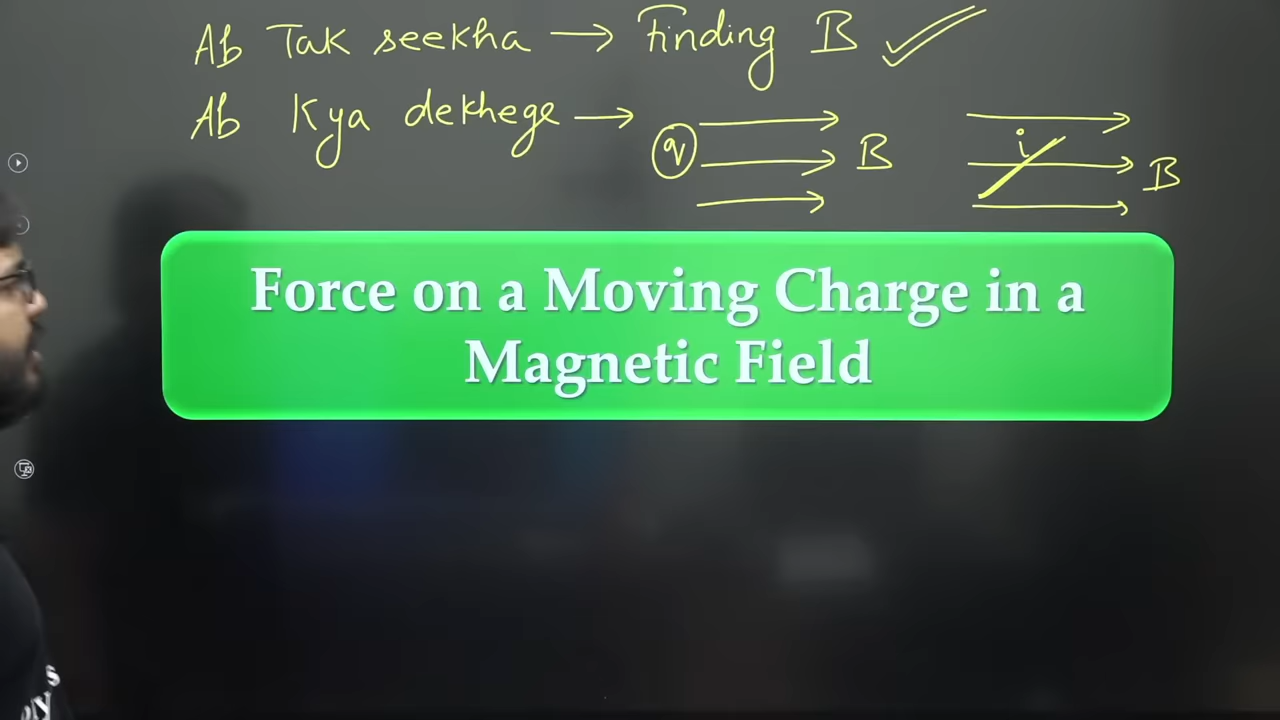 Ab Tak seekha → Finding B ✓
Ab Kya dekhege → q B i B
Force on a Moving Charge in a
Magnetic Field